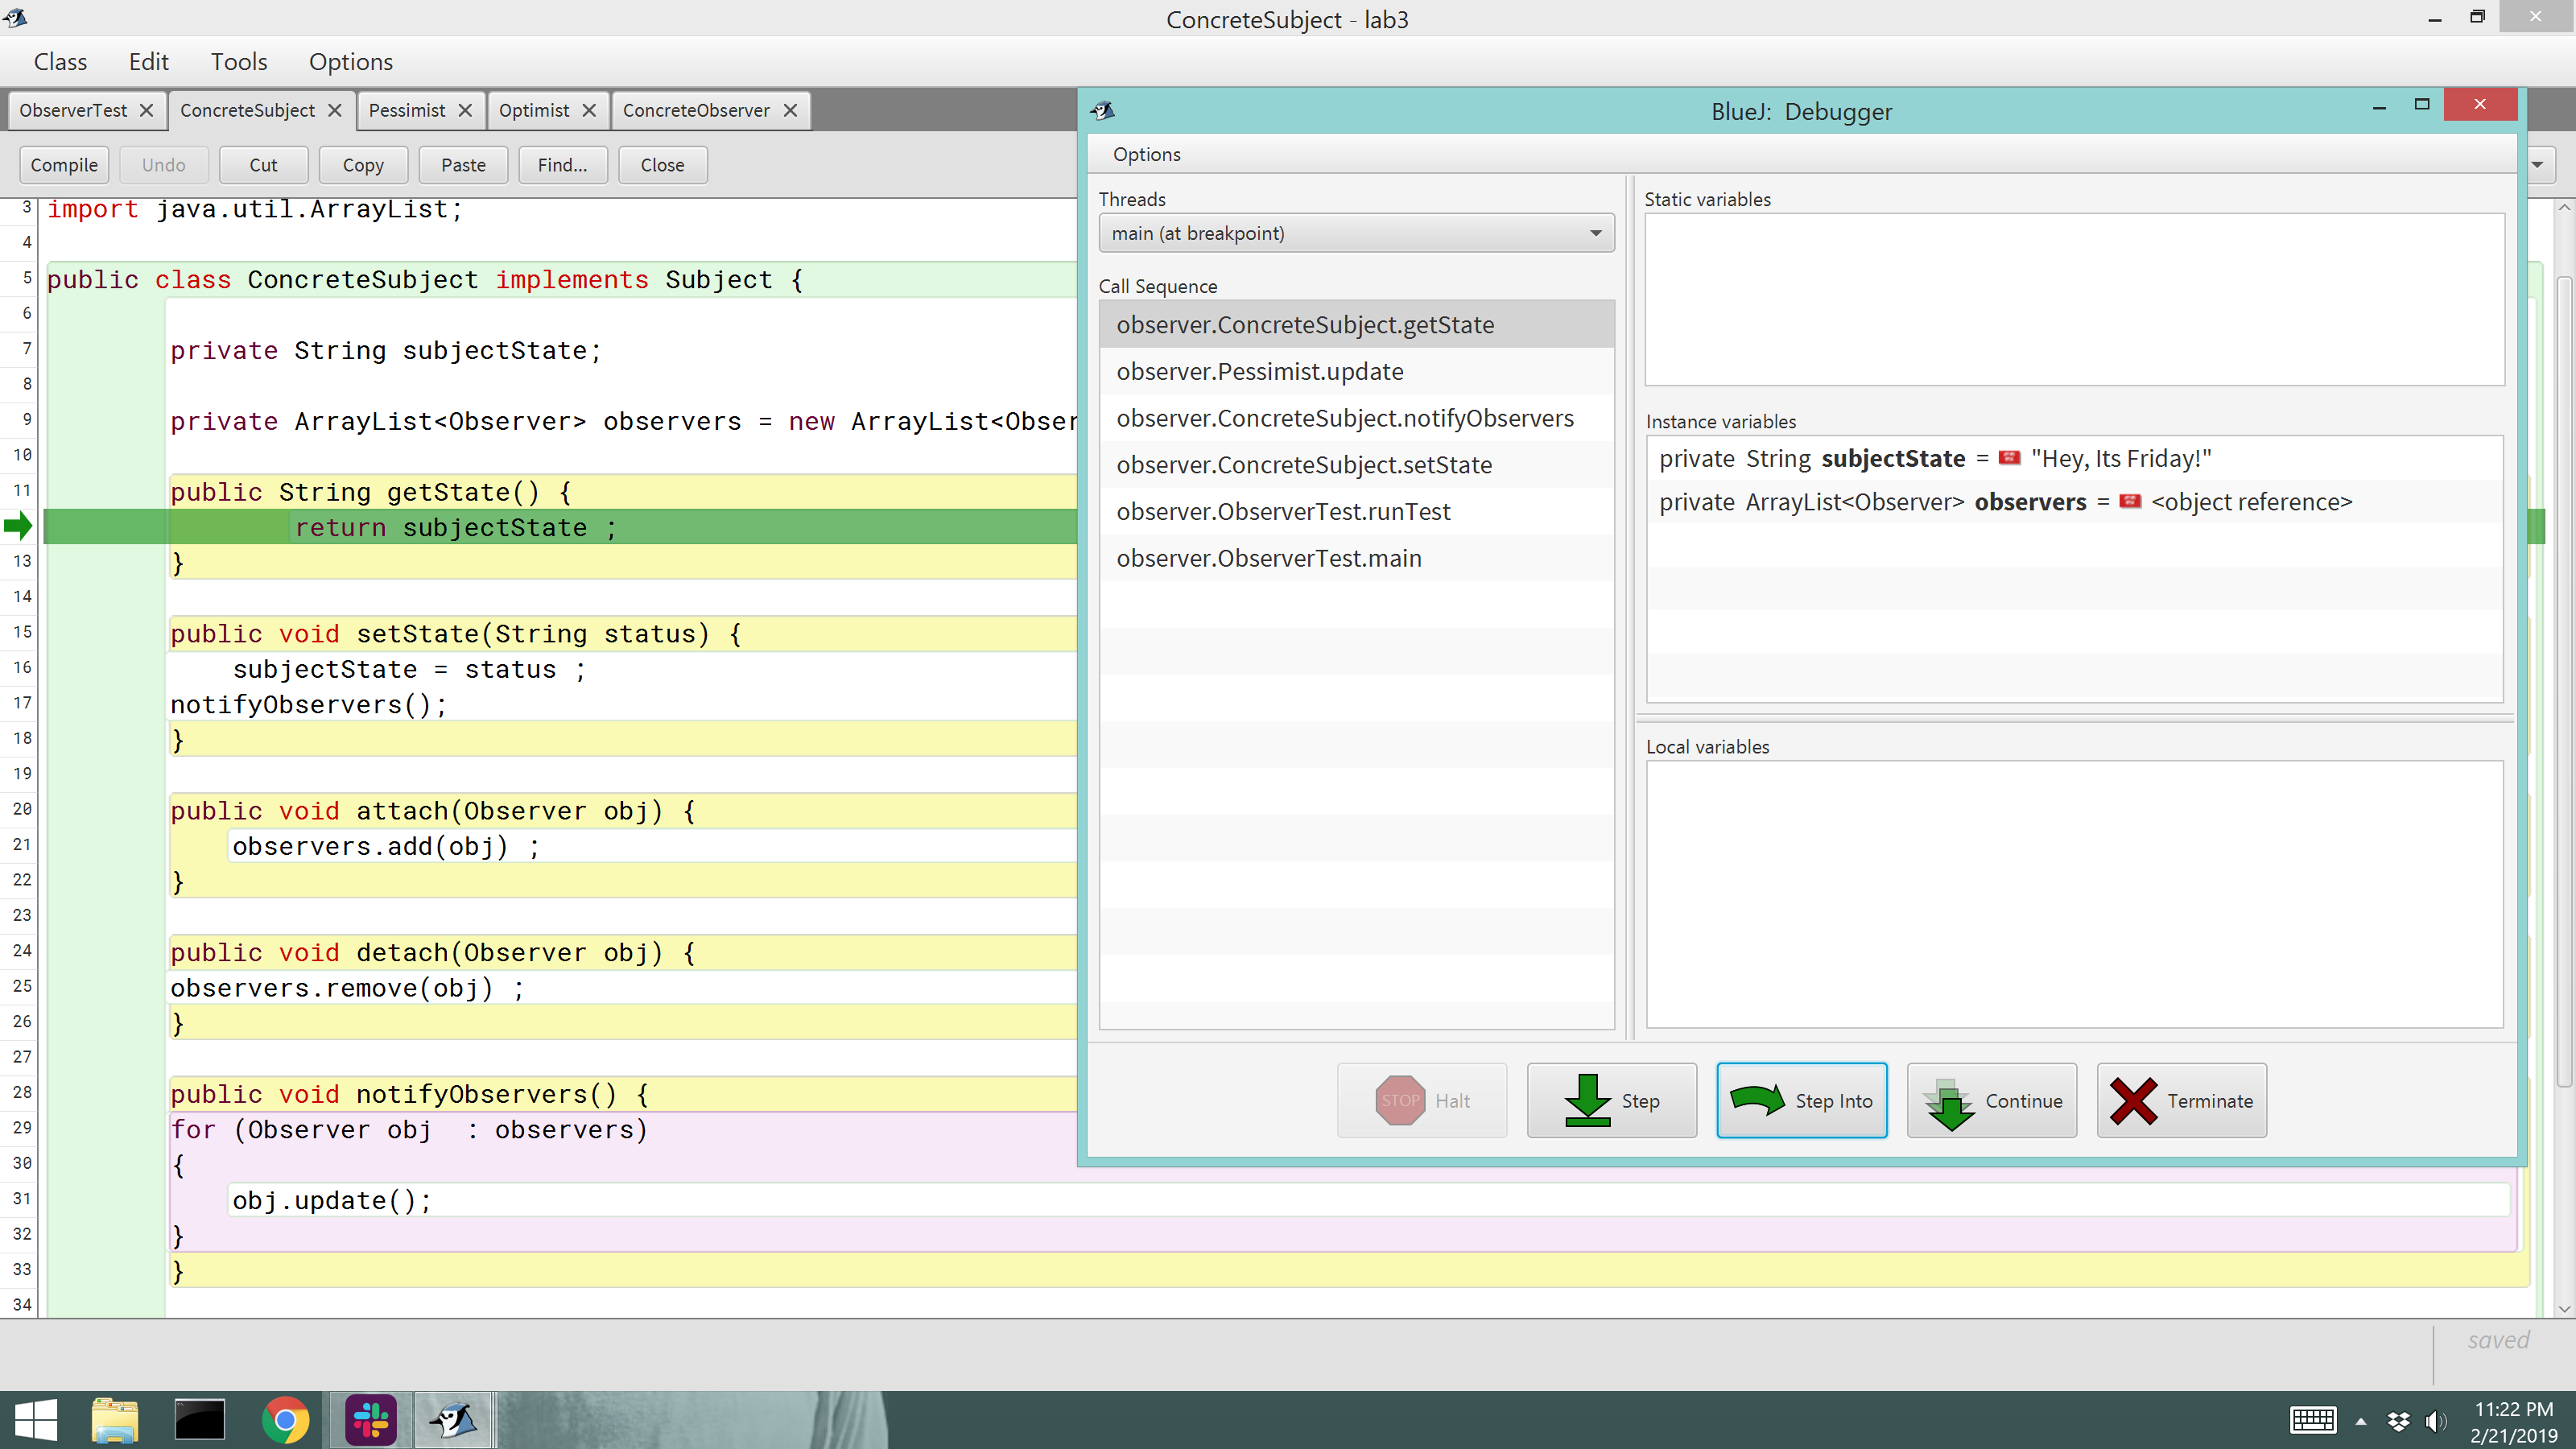 ConcreteSubject - lab3
Class Edit Tools Options
ObserverTest ConcreteSubject Pessimist Optimist ConcreteObserver
Compile Undo Cut Copy Paste Find... Close
3 import java.util.ArrayList;
4
5 public class ConcreteSubject implements Subject {
6
7 private String subjectState;
8
9 private ArrayList<Observer> observers = new ArrayList<Obser
10
11 public String getState() {
return subjectState ;
13 }
14
15 public void setState(String status) {
16 subjectState = status ;
17 notifyObservers();
18 }
19
20 public void attach(Observer obj) {
21 observers.add(obj) ;
22 }
23
24 public void detach(Observer obj) {
25 observers.remove(obj) ;
26 }
27
28 public void notifyObservers() {
29 for (Observer obj : observers)
30 {
31 obj.update();
32 }
33 }
34
BlueJ: Debugger
Options
Threads
main (at breakpoint)
Call Sequence
observer.ConcreteSubject.getState
observer.Pessimist.update
observer.ConcreteSubject.notifyObservers
observer.ConcreteSubject.setState
observer.ObserverTest.runTest
observer.ObserverTest.main
Static variables
Instance variables
private String subjectState = "Hey, Its Friday!"
private ArrayList<Observer> observers = <object reference>
Local variables
STOP Halt Step Step Into Continue Terminate
saved
11:22 PM
2/21/2019